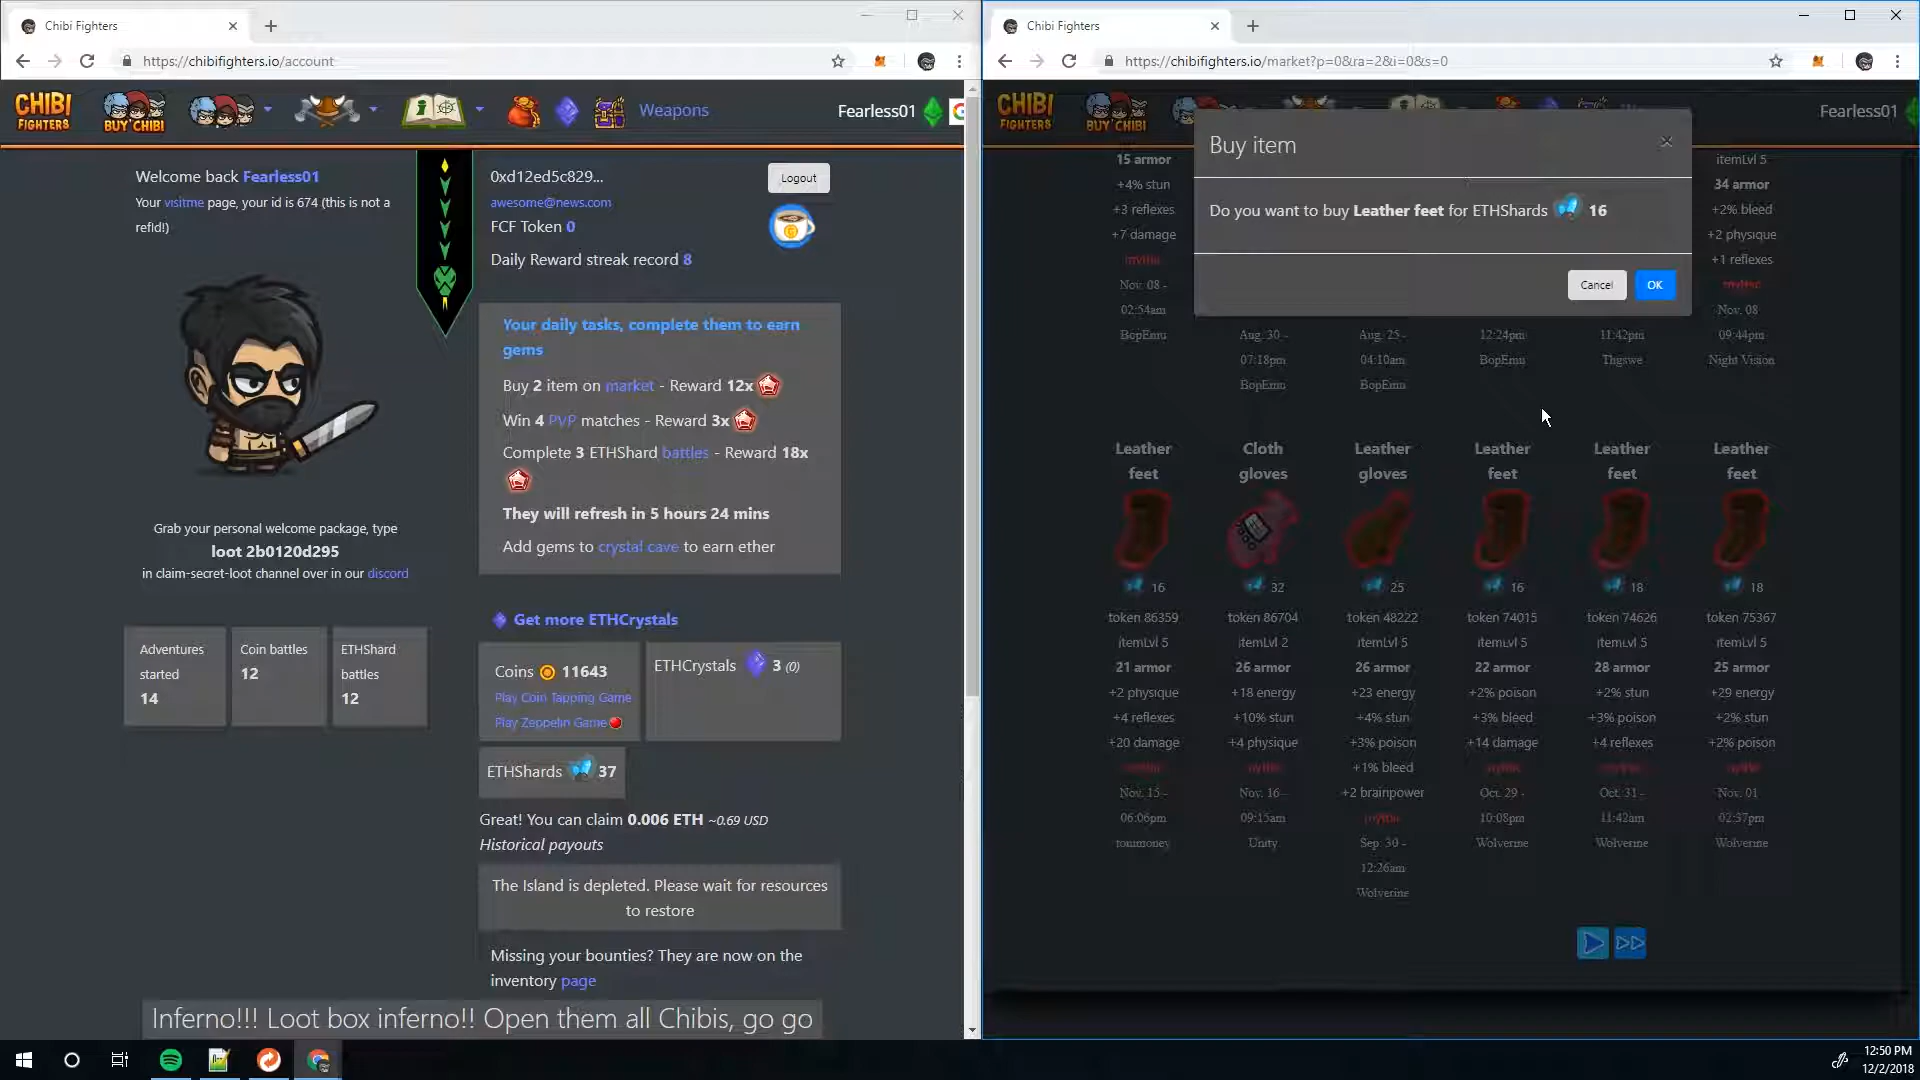 Chibi Fighters
https://chibifighters.io/account
CHIBI
FIGHTERS
BUY CHIBI
Weapons
Fearless01
Welcome back Fearless01
Your visitme page, your id is 674 (this is not a
refid!)
0xd12ed5c829...
awesome@news.com
FCF Token 0
Daily Reward streak record 8
Logout
Your daily tasks, complete them to earn
gems
Buy 2 item on market - Reward 12x
Win 4 PVP matches - Reward 3x
Complete 3 ETHShard battles - Reward 18x
They will refresh in 5 hours 24 mins
Add gems to crystal cave to earn ether
Grab your personal welcome package, type
loot 2b0120d295
in claim-secret-loot channel over in our discord
Adventures
started
14
Coin battles
12
ETHShard
battles
12
Get more ETHCrystals
Coins 11643
Play Coin Tapping Game
Play Zeppelin Game
ETHCrystals 3 (0)
ETHShards 37
Great! You can claim 0.006 ETH ~0.69 USD
Historical payouts
The Island is depleted. Please wait for resources
to restore
Missing your bounties? They are now on the
inventory page
Inferno!!! Loot box inferno!! Open them all Chibis, go go
Chibi Fighters
https://chibifighters.io/market?p=0&ra=2&i=0&s=0
CHIBI
FIGHTERS
BUY CHIBI
Fearless01
Buy item
Do you want to buy Leather feet for ETHShards 16
Cancel
OK
15 armor
+4% stun
+3 reflexes
+7 damage
mythic
Nov. 08 -
02:54am
BopEmu
Aug. 30 -
07:18pm
BopEmu
Aug. 25 -
04:10am
BopEmu
12:24pm
BopEmu
11:42pm
Thgswe
itemLvl 5
34 armor
+2% bleed
+2 physique
+1 reflexes
mythic
Nov. 08
09:44pm
Night Vision
Leather
feet
16
token 86359
itemLvl 5
21 armor
+2 physique
+4 reflexes
+20 damage
mythic
Nov. 15 -
06:06pm
tommoney
Cloth
gloves
32
token 86704
itemLvl 2
26 armor
+18 energy
+10% stun
+4 physique
mythic
Nov. 16 -
09:15am
Unity
Leather
gloves
25
token 48222
itemLvl 5
26 armor
+23 energy
+4% stun
+3% poison
+1% bleed
+2 brainpower
mythic
Sep. 30 -
12:26am
Wolverine
Leather
feet
16
token 74015
itemLvl 5
22 armor
+2% poison
+3% bleed
+14 damage
mythic
Oct. 29 -
10:08pm
Wolverine
Leather
feet
18
token 74626
itemLvl 5
28 armor
+2% stun
+3% poison
+4 reflexes
mythic
Oct. 31 -
11:42am
Wolverine
Leather
feet
18
token 75367
itemLvl 5
25 armor
+29 energy
+2% stun
+2% poison
mythic
Nov. 01
02:37pm
Wolverine
12:50 PM
12/2/2018